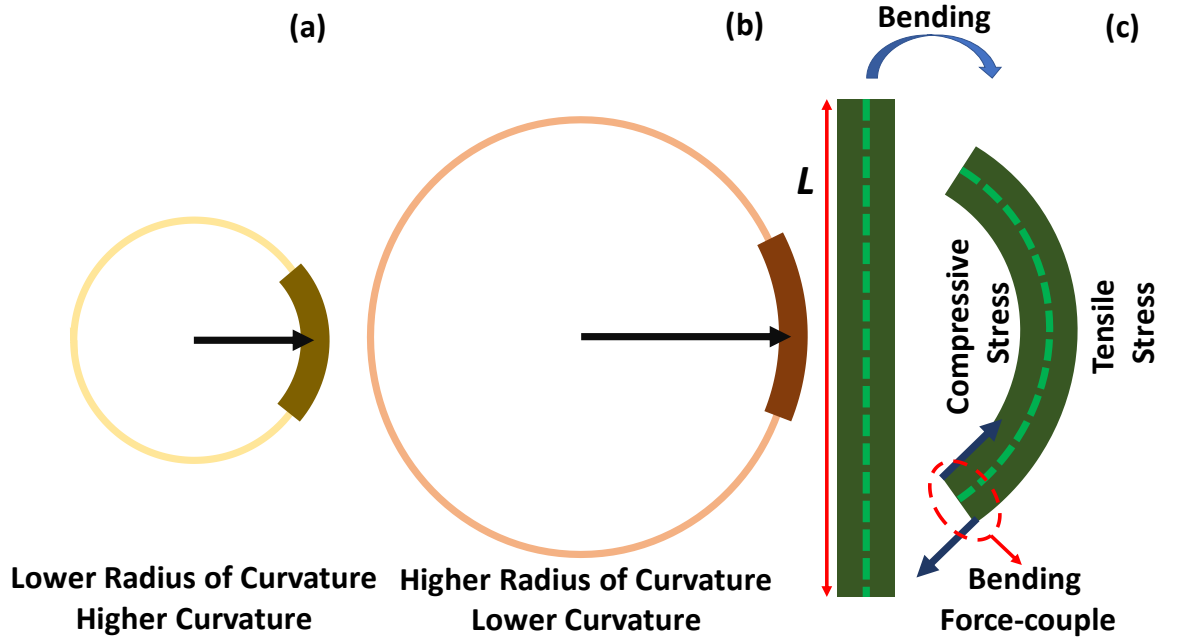 (a)
(b)
Bending
(c)
L
Compressive
Stress
Tensile
Stress
Lower Radius of Curvature
Higher Curvature
Higher Radius of Curvature
Lower Curvature
Bending
Force-couple